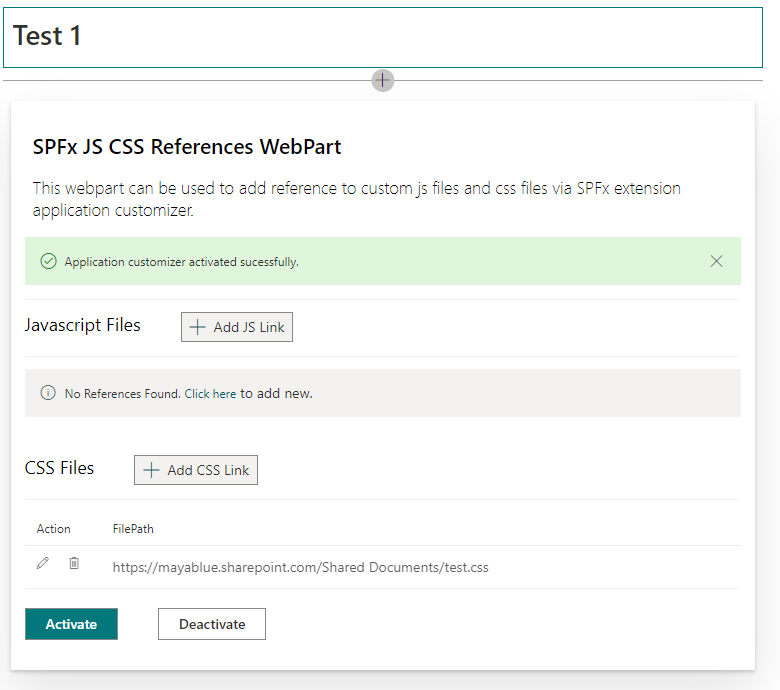 Test 1
SPFx JS CSS References WebPart
This webpart can be used to add reference to custom js files and css files via SPFx extension
application customizer.
Application customizer activated sucessfully.
Javascript Files
Add JS Link
No References Found. Click here to add new.
CSS Files
Add CSS Link
Action FilePath
https://mayablue.sharepoint.com/Shared Documents/test.css
Activate Deactivate